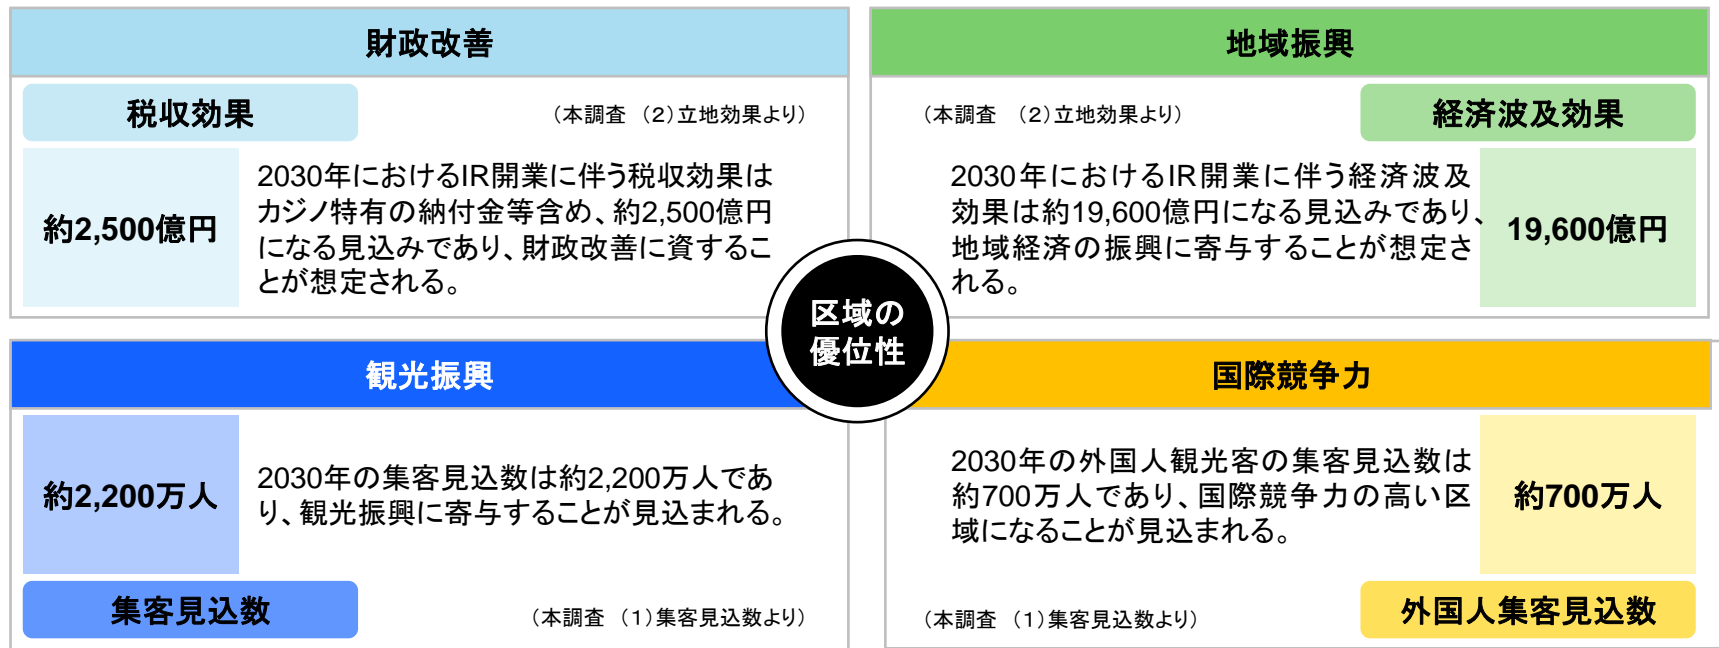 財政改善
税収効果
（本調査　（2）立地効果より）
約2,500億円
2030年におけるIR開業に伴う税収効果は
カジノ特有の納付金等含め、約2,500億円
になる見込みであり、財政改善に資するこ
とが想定される。
地域振興
（本調査　（2）立地効果より）
経済波及効果
2030年におけるIR開業に伴う経済波及
効果は約19,600億円になる見込みであり、
地域経済の振興に寄与することが想定さ
れる。
19,600億円
区域の
優位性
観光振興
約2,200万人
2030年の集客見込数は約2,200万人であ
り、観光振興に寄与することが見込まれる。
集客見込数
（本調査　（1）集客見込数より）
国際競争力
2030年の外国人観光客の集客見込数は
約700万人であり、国際競争力の高い区
域になることが見込まれる。
約700万人
（本調査　（1）集客見込数より）
外国人集客見込数